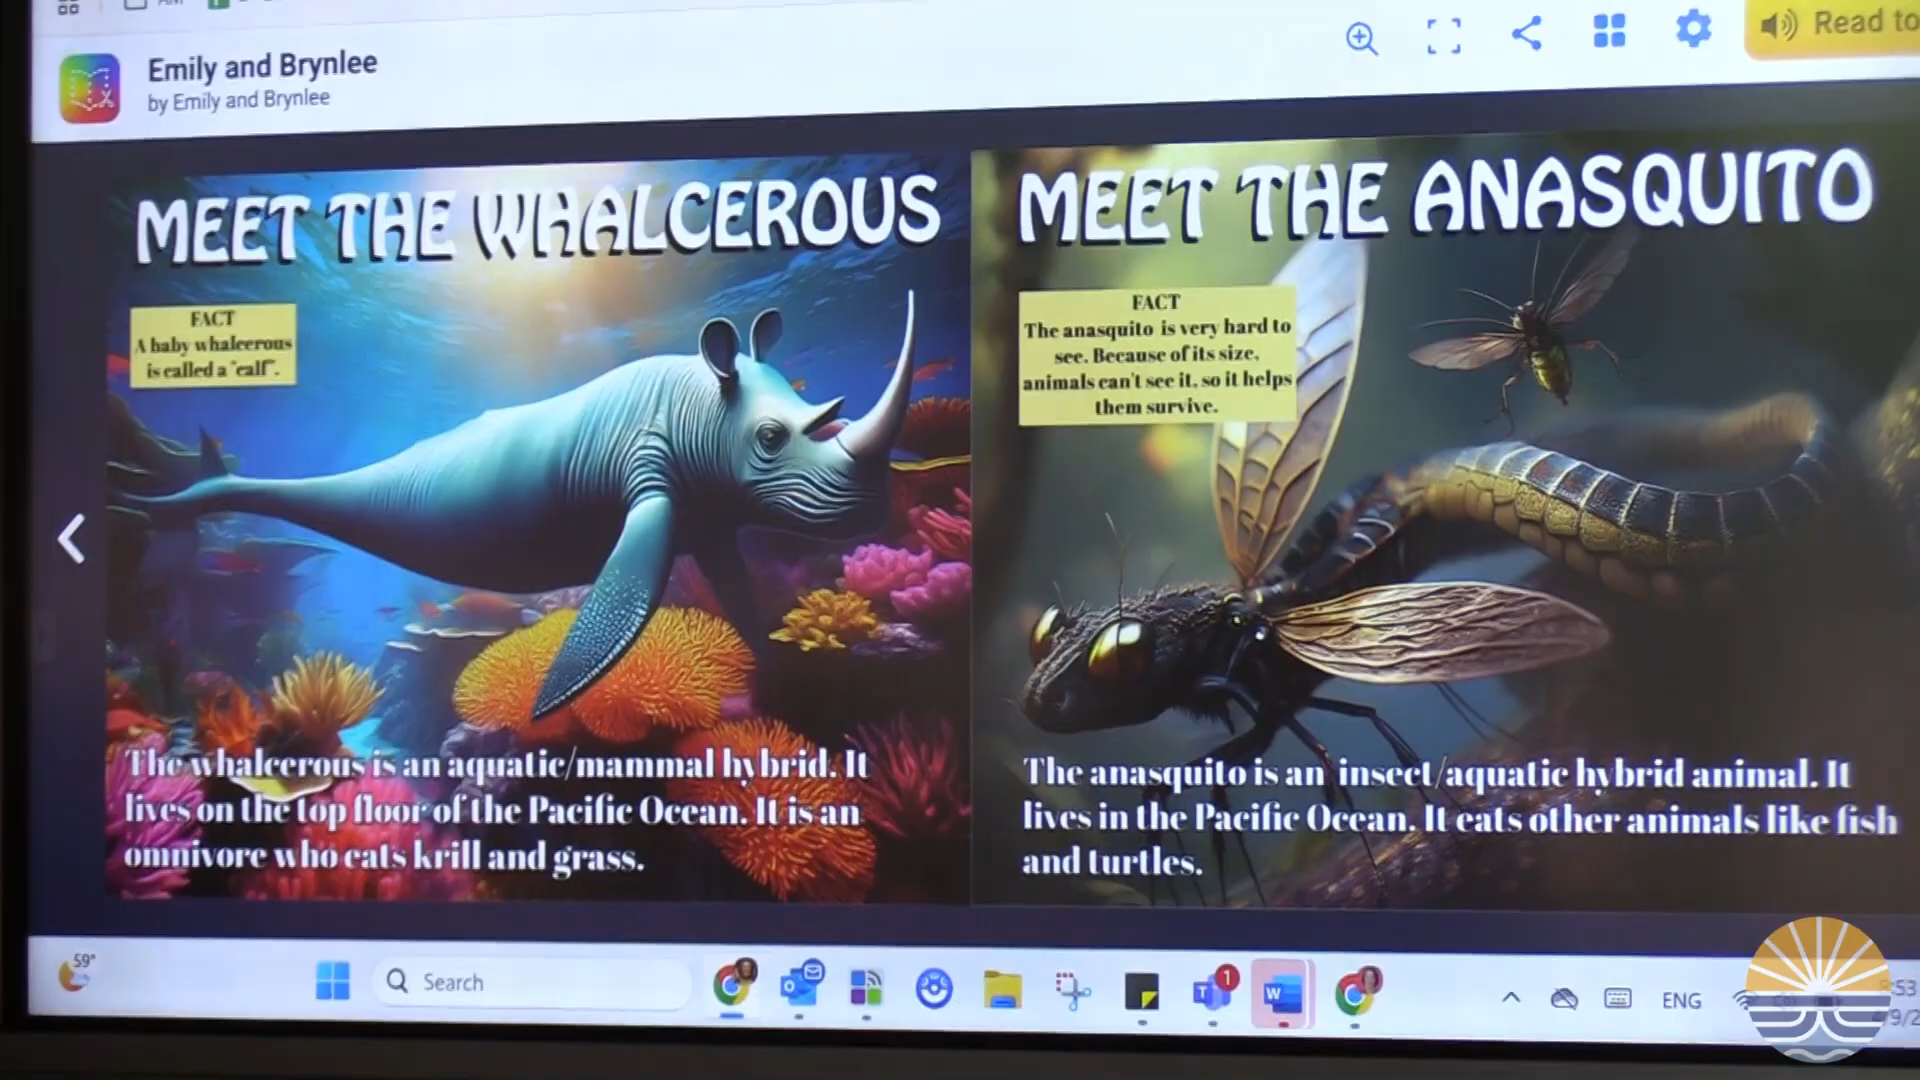 Emily and Brynlee
by Emily and Brynlee
Read to
MEET THE WHALCEROUS
FACT
A baby whalcerous
is called a "calf".
The whalcerous is an aquatic/mammal hybrid. It
lives on the top floor of the Pacific Ocean. It is an
omnivore who eats krill and grass.
MEET THE ANASQUITO
FACT
The anasquito is very hard to
see. Because of its size,
animals can't see it, so it helps
them survive.
The anasquito is an insect/aquatic hybrid animal. It
lives in the Pacific Ocean. It eats other animals like fish
and turtles.
59°
Search
1
ENG